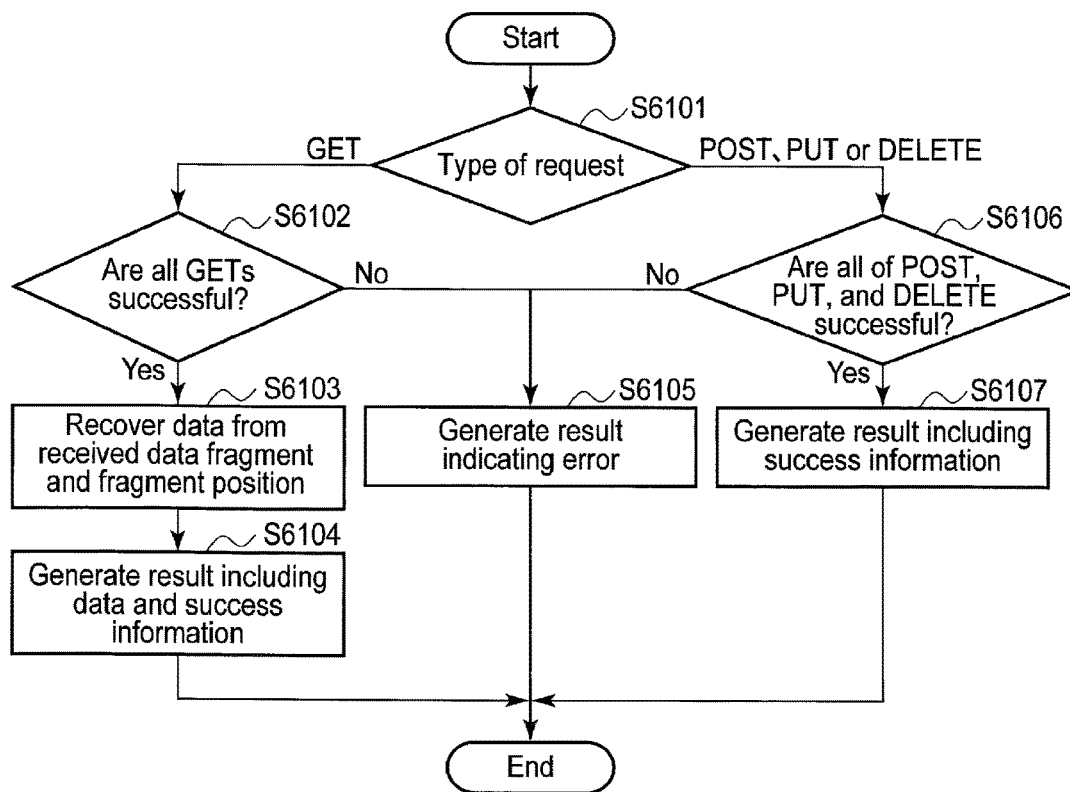 Start
S6101
Type of request
GET
POST、PUT or DELETE
S6102
Are all GETs
successful?
No
Yes
S6106
Are all of POST,
PUT, and DELETE
successful?
No
Yes
S6103
Recover data from
received data fragment
and fragment position
S6105
Generate result
indicating error
S6107
Generate result including
success information
S6104
Generate result including
data and success
information
End